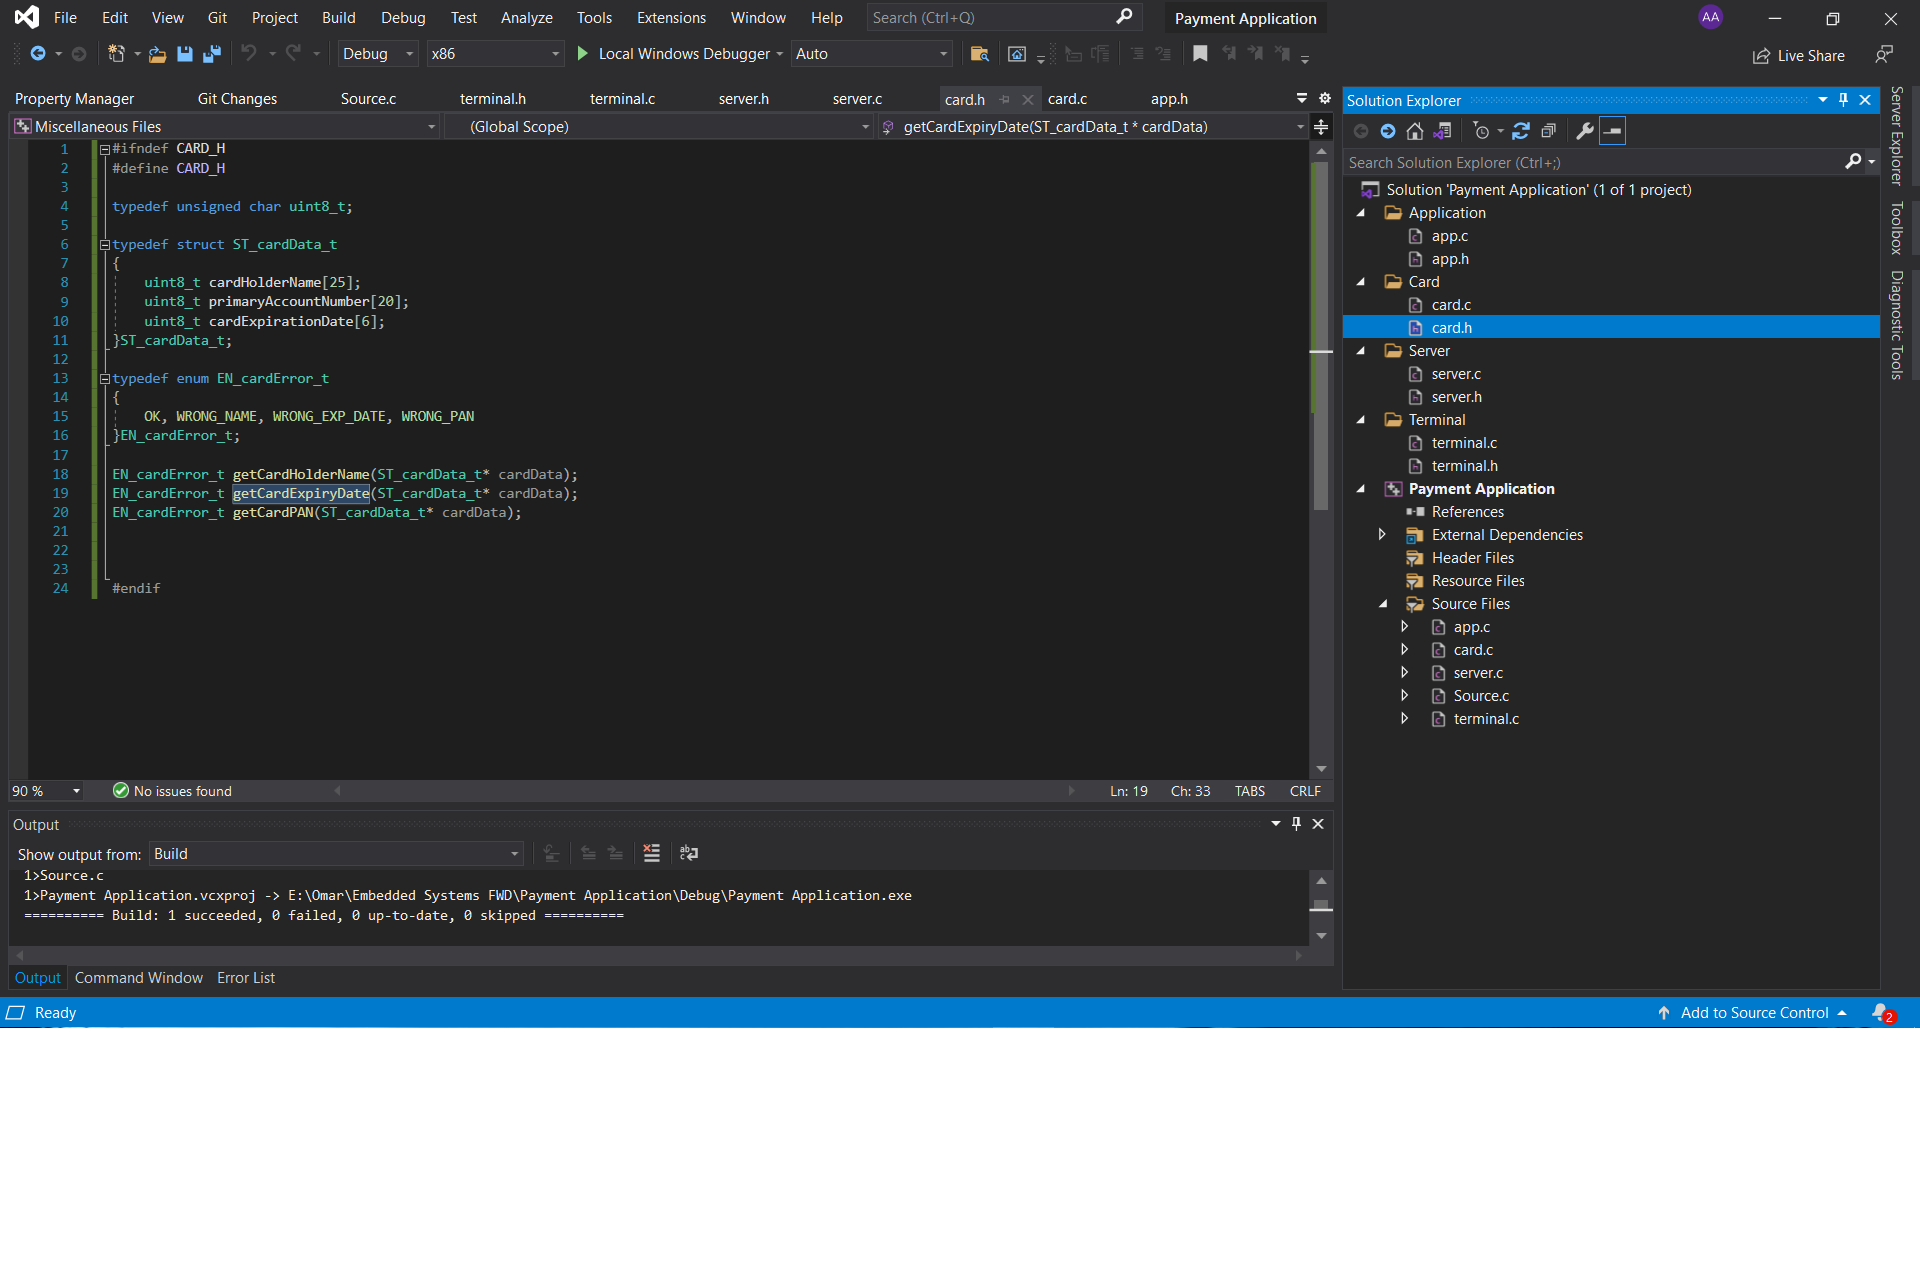 File Edit View Git Project Build Debug Test Analyze Tools Extensions Window Help Search (Ctrl+Q) Payment Application AA
Debug x86 Local Windows Debugger Auto Live Share
Property Manager Git Changes Source.c terminal.h terminal.c server.h server.c card.h card.c app.h
Miscellaneous Files (Global Scope) getCardExpiryDate(ST_cardData_t * cardData)
1 #ifndef CARD_H
2 #define CARD_H
3
4 typedef unsigned char uint8_t;
5
6 typedef struct ST_cardData_t
7 {
8 uint8_t cardHolderName[25];
9 uint8_t primaryAccountNumber[20];
10 uint8_t cardExpirationDate[6];
11 }ST_cardData_t;
12
13 typedef enum EN_cardError_t
14 {
15 OK, WRONG_NAME, WRONG_EXP_DATE, WRONG_PAN
16 }EN_cardError_t;
17
18 EN_cardError_t getCardHolderName(ST_cardData_t* cardData);
19 EN_cardError_t getCardExpiryDate(ST_cardData_t* cardData);
20 EN_cardError_t getCardPAN(ST_cardData_t* cardData);
21
22
23
24 #endif
90 % No issues found Ln: 19 Ch: 33 TABS CRLF
Output
Show output from: Build
1>Source.c
1>Payment Application.vcxproj -> E:\Omar\Embedded Systems FWD\Payment Application\Debug\Payment Application.exe
========== Build: 1 succeeded, 0 failed, 0 up-to-date, 0 skipped ==========
Output Command Window Error List
Solution Explorer
Search Solution Explorer (Ctrl+;)
Solution 'Payment Application' (1 of 1 project)
Application
app.c
app.h
Card
card.c
card.h
Server
server.c
server.h
Terminal
terminal.c
terminal.h
Payment Application
References
External Dependencies
Header Files
Resource Files
Source Files
app.c
card.c
server.c
Source.c
terminal.c
Server Explorer
Toolbox
Diagnostic Tools
Ready Add to Source Control 2